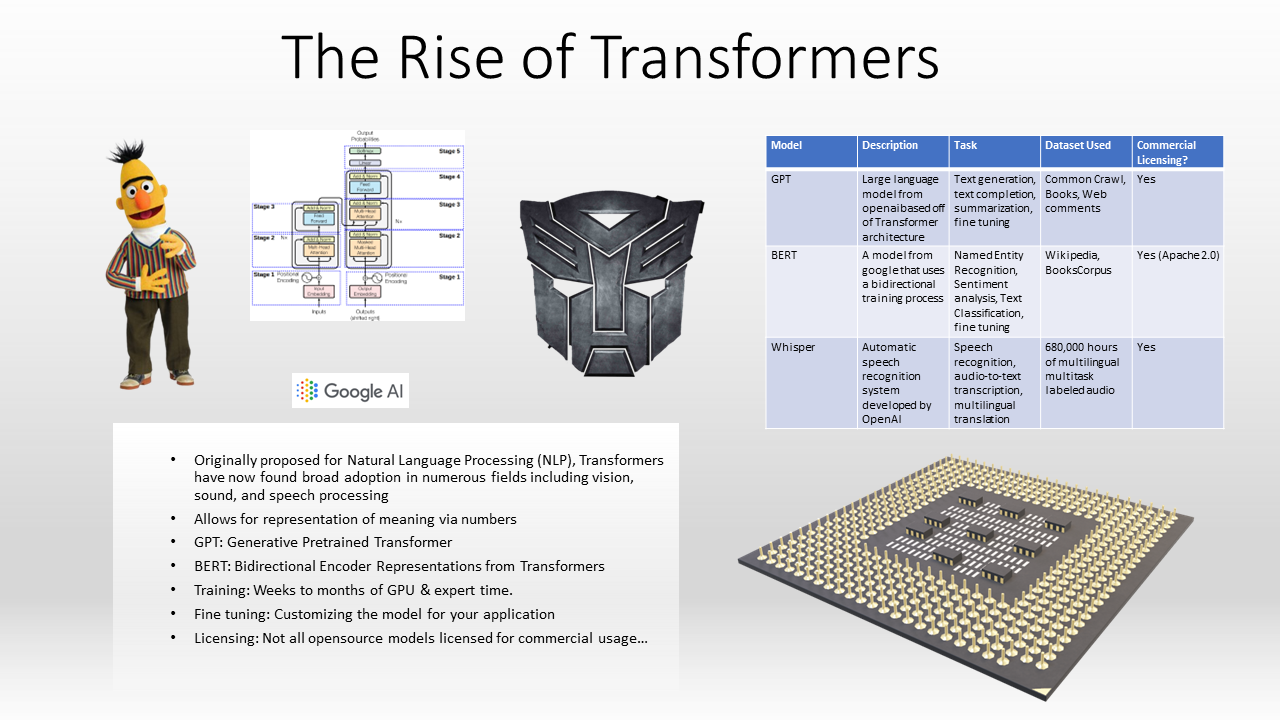 The Rise of Transformers
Output
Probabilities
Softmax
Stage 5
Linear
Add & Norm
Stage 4
Feed
Forward
Stage 3
Add & Norm
Add & Norm
Stage 3
Feed
Forward
Multi-Head
Attention
N×
Stage 2
N×
Add & Norm
Add & Norm
Stage 2
Multi-Head
Attention
Masked
Multi-Head
Attention
Stage 1
Positional
Encoding
Positional
Encoding
Stage 1
Input
Embedding
Output
Embedding
Inputs
Outputs
(shifted right)
Google AI
Model Description Task Dataset Used Commercial
Licensing?
GPT
Large language
model from
openai based off
of Transformer
architecture
Text generation,
text completion,
summarization,
fine tuning
Common Crawl,
Books, Web
comments
Yes
BERT
A model from
google that uses
a bidirectional
training process
Named Entity
recognition,
Sentiment
analysis, Text
Classification,
fine tuning
Wikipedia,
BooksCorpus
Yes (Apache 2.0)
Whisper
Automatic
speech
recognition
system
developed by
OpenAI
Speech
recognition,
audio-to-text
transcription,
multilingual
translation
680,000 hours
of multilingual
multitask
labeled audio
Yes
• Originally proposed for Natural Language Processing (NLP), Transformers
have now found broad adoption in numerous fields including vision,
sound, and speech processing
• Allows for representation of meaning via numbers
• GPT: Generative Pretrained Transformer
• BERT: Bidirectional Encoder Representations from Transformers
• Training: Weeks to months of GPU & expert time.
• Fine tuning: Customizing the model for your application
• Licensing: Not all opensource models licensed for commercial usage…